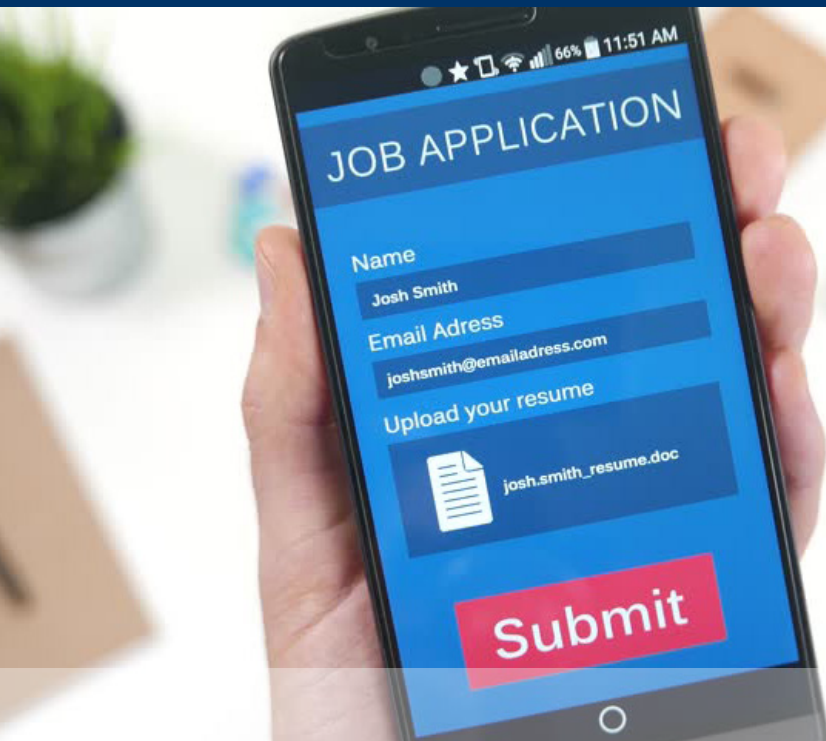 66% 11:51 AM
JOB APPLICATION
Name
Josh Smith
Email Adress
joshsmith@emailadress.com
Upload your resume
josh.smith_resume.doc
Submit